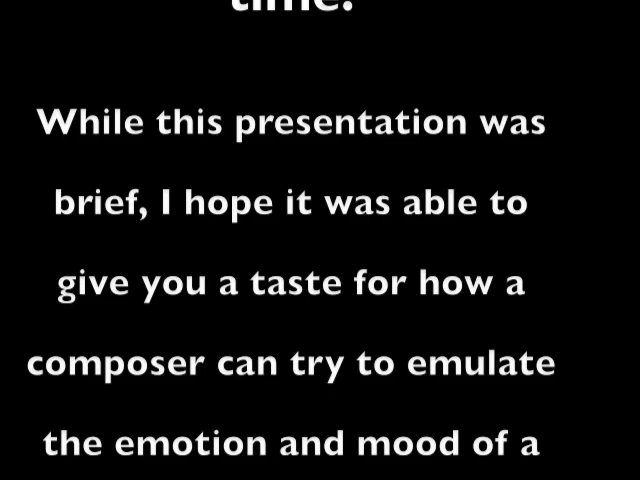 time.
While this presentation was
brief, I hope it was able to
give you a taste for how a
composer can try to emulate
the emotion and mood of a